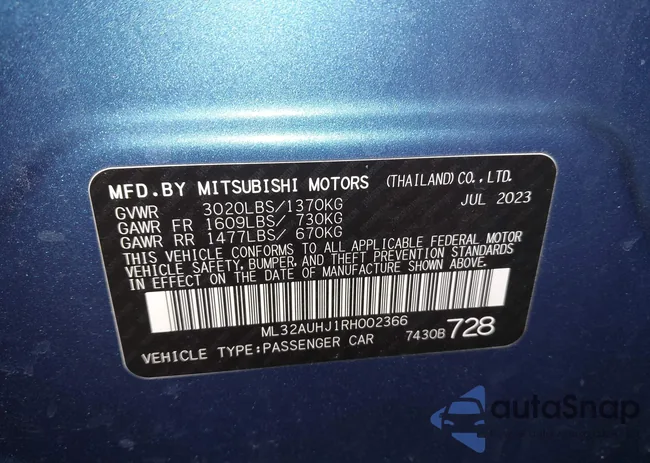 MFD.BY MITSUBISHI MOTORS (THAILAND) CO., LTD.
GVWR 3020LBS/1370KG JUL 2023
GAWR FR 1609LBS/ 730KG
GAWR RR 1477LBS/ 670KG
THIS VEHICLE CONFORMS TO ALL APPLICABLE FEDERAL MOTOR
VEHICLE SAFETY, BUMPER, AND THEFT PREVENTION STANDARDS
IN EFFECT ON THE DATE OF MANUFACTURE SHOWN ABOVE.
ML32AUHJ1RH002366
VEHICLE TYPE:PASSENGER CAR 7430B 728
autoSnap